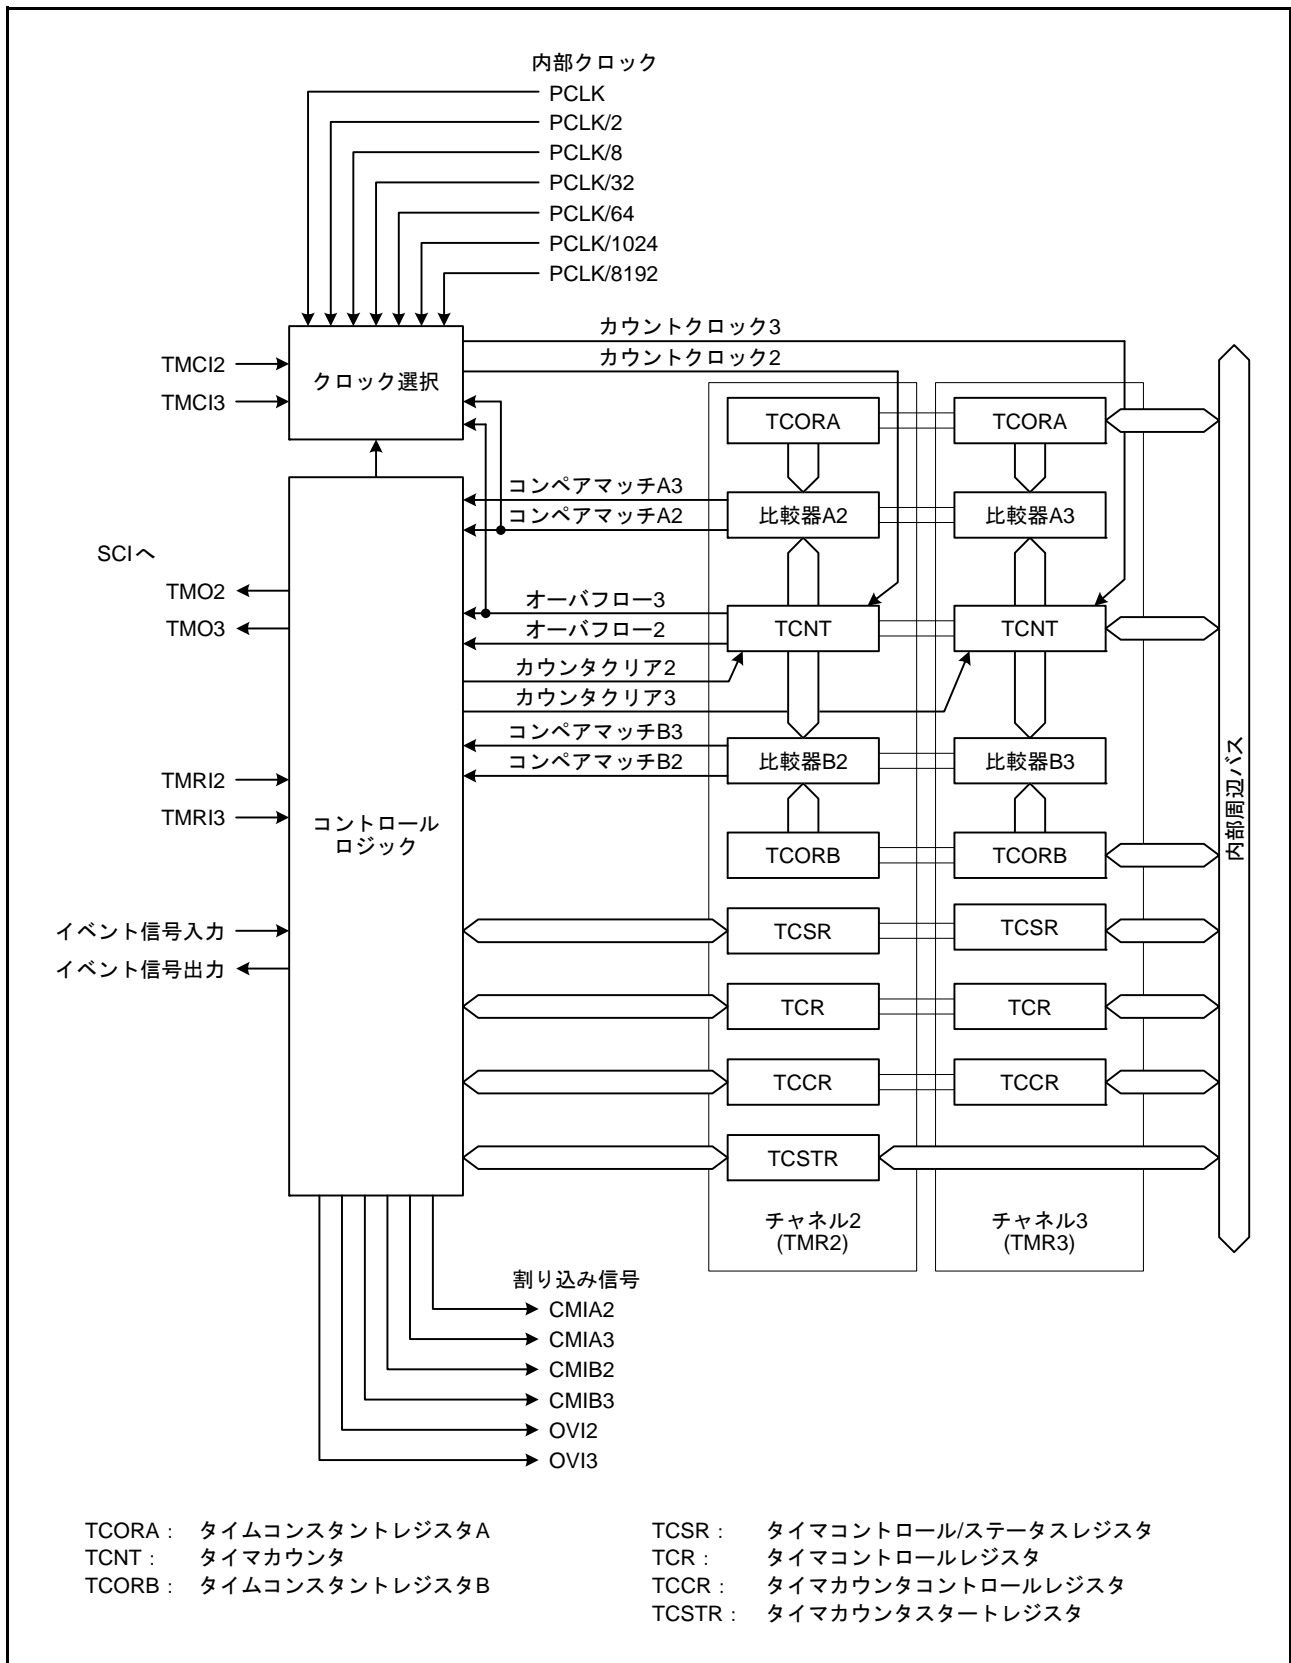 内部クロック
PCLK
PCLK/2
PCLK/8
PCLK/32
PCLK/64
PCLK/1024
PCLK/8192
カウントクロック3
カウントクロック2
TMCI2
TMCI3
クロック選択
TCORA
TCORA
コンペアマッチA3
コンペアマッチA2
比較器A2
比較器A3
SCIへ
TMO2
TMO3
オーバフロー3
オーバフロー2
TCNT
TCNT
カウンタクリア2
カウンタクリア3
コンペアマッチB3
コンペアマッチB2
比較器B2
比較器B3
内部周辺バス
TMRI2
TMRI3
コントロール
ロジック
TCORB
TCORB
イベント信号入力
イベント信号出力
TCSR
TCSR
TCR
TCR
TCCR
TCCR
TCSTR
チャネル2
(TMR2)
チャネル3
(TMR3)
割り込み信号
CMIA2
CMIA3
CMIB2
CMIB3
OVI2
OVI3
TCORA : タイムコンスタントレジスタA
TCNT : タイマカウンタ
TCORB : タイムコンスタントレジスタB
TCSR : タイマコントロール/ステータスレジスタ
TCR : タイマコントロールレジスタ
TCCR : タイマカウンタコントロールレジスタ
TCSTR : タイマカウンタスタートレジスタ